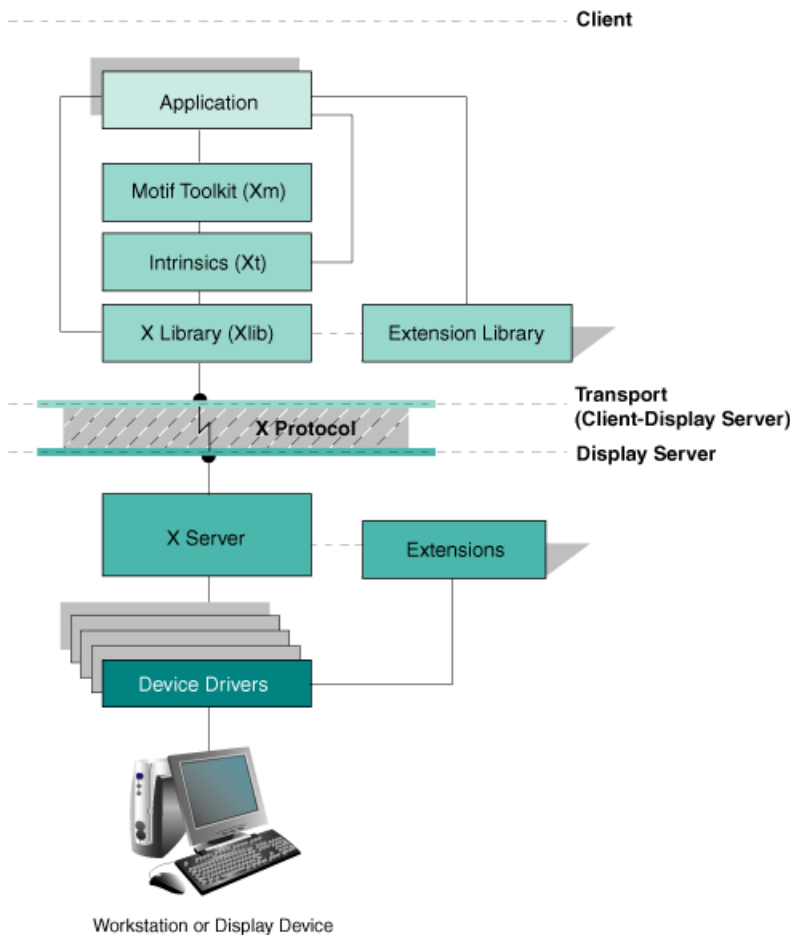 Client
Application
Motif Toolkit (Xm)
Intrinsics (Xt)
X Library (Xlib)
Extension Library
Transport
(Client-Display Server)
X Protocol
Display Server
X Server
Extensions
Device Drivers
Workstation or Display Device